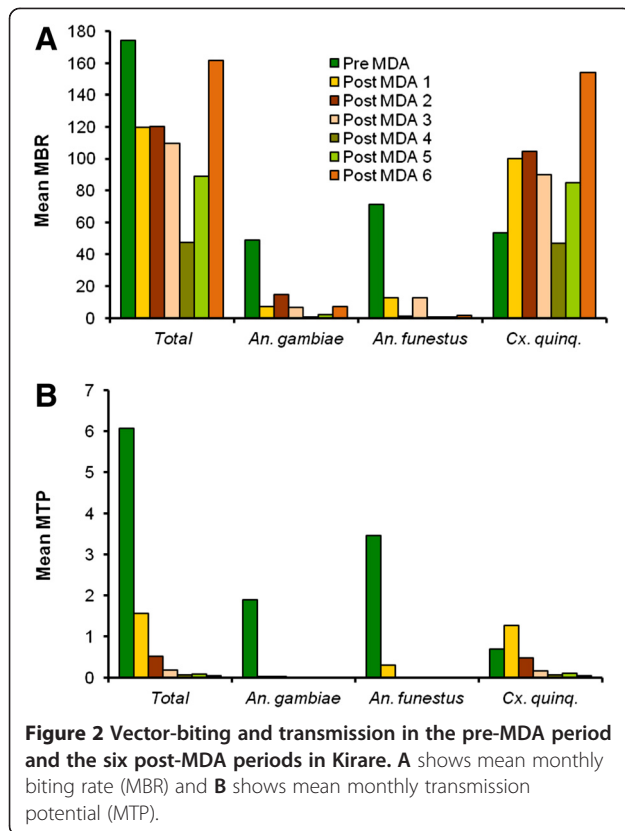 A
180
160
140
120
100
80
60
40
20
0
Mean MBR
Pre MDA
Post MDA 1
Post MDA 2
Post MDA 3
Post MDA 4
Post MDA 5
Post MDA 6
Total An. gambiae An. funestus Cx. quinq.
B
7
6
5
4
3
2
1
0
Mean MTP
Total An. gambiae An. funestus Cx. quinq.
Figure 2 Vector-biting and transmission in the pre-MDA period
and the six post-MDA periods in Kirare. A shows mean monthly
biting rate (MBR) and B shows mean monthly transmission
potential (MTP).